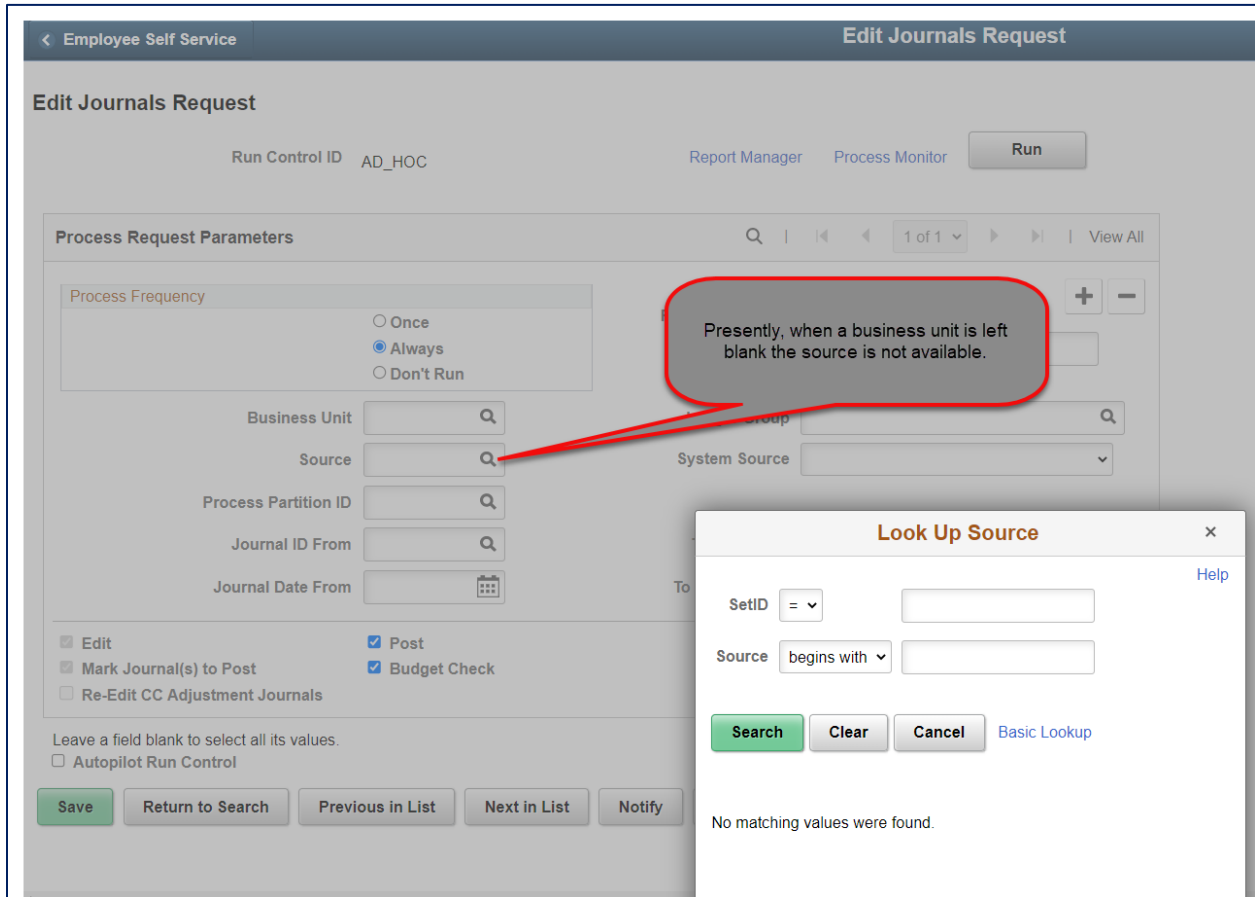 Employee Self Service
Edit Journals Request
Edit Journals Request
Run Control ID AD_HOC Report Manager Process Monitor Run
Process Request Parameters 1 of 1 View All
Process Frequency
Once
Always
Don't Run
Presently, when a business unit is left
blank the source is not available.
Business Unit
Source System Source
Process Partition ID
Journal ID From
Journal Date From To
Edit Post
Mark Journal(s) to Post Budget Check
Re-Edit CC Adjustment Journals
Leave a field blank to select all its values.
Autopilot Run Control
Save Return to Search Previous in List Next in List Notify
Look Up Source ×
Help
SetID =
Source begins with
Search Clear Cancel Basic Lookup
No matching values were found.